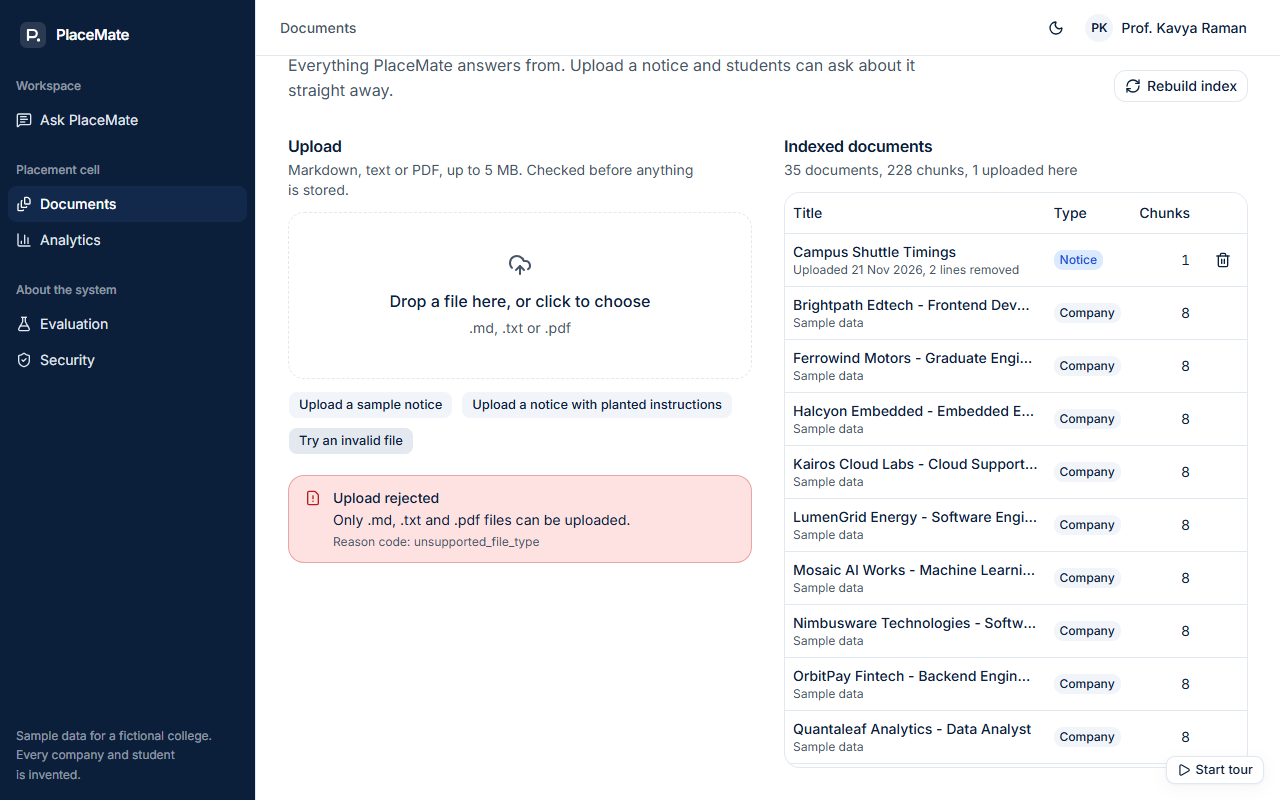 PlaceMate
Workspace
Ask PlaceMate
Placement cell
Documents
Analytics
About the system
Evaluation
Security
Sample data for a fictional college.
Every company and student
is invented.
Documents
PK
Prof. Kavya Raman
Everything PlaceMate answers from. Upload a notice and students can ask about it
straight away.
Rebuild index
Upload
Markdown, text or PDF, up to 5 MB. Checked before anything
is stored.
Drop a file here, or click to choose
.md, .txt or .pdf
Upload a sample notice
Upload a notice with planted instructions
Try an invalid file
Upload rejected
Only .md, .txt and .pdf files can be uploaded.
Reason code: unsupported_file_type
Indexed documents
35 documents, 228 chunks, 1 uploaded here
Title Type Chunks
Campus Shuttle Timings Notice 1
Uploaded 21 Nov 2026, 2 lines removed
Brightpath Edtech - Frontend Dev... Company 8
Sample data
Ferrowind Motors - Graduate Engi... Company 8
Sample data
Halcyon Embedded - Embedded E... Company 8
Sample data
Kairos Cloud Labs - Cloud Support... Company 8
Sample data
LumenGrid Energy - Software Engi... Company 8
Sample data
Mosaic AI Works - Machine Learni... Company 8
Sample data
Nimbusware Technologies - Softw... Company 8
Sample data
OrbitPay Fintech - Backend Engin... Company 8
Sample data
Quantaleaf Analytics - Data Analyst Company 8
Sample data
Start tour